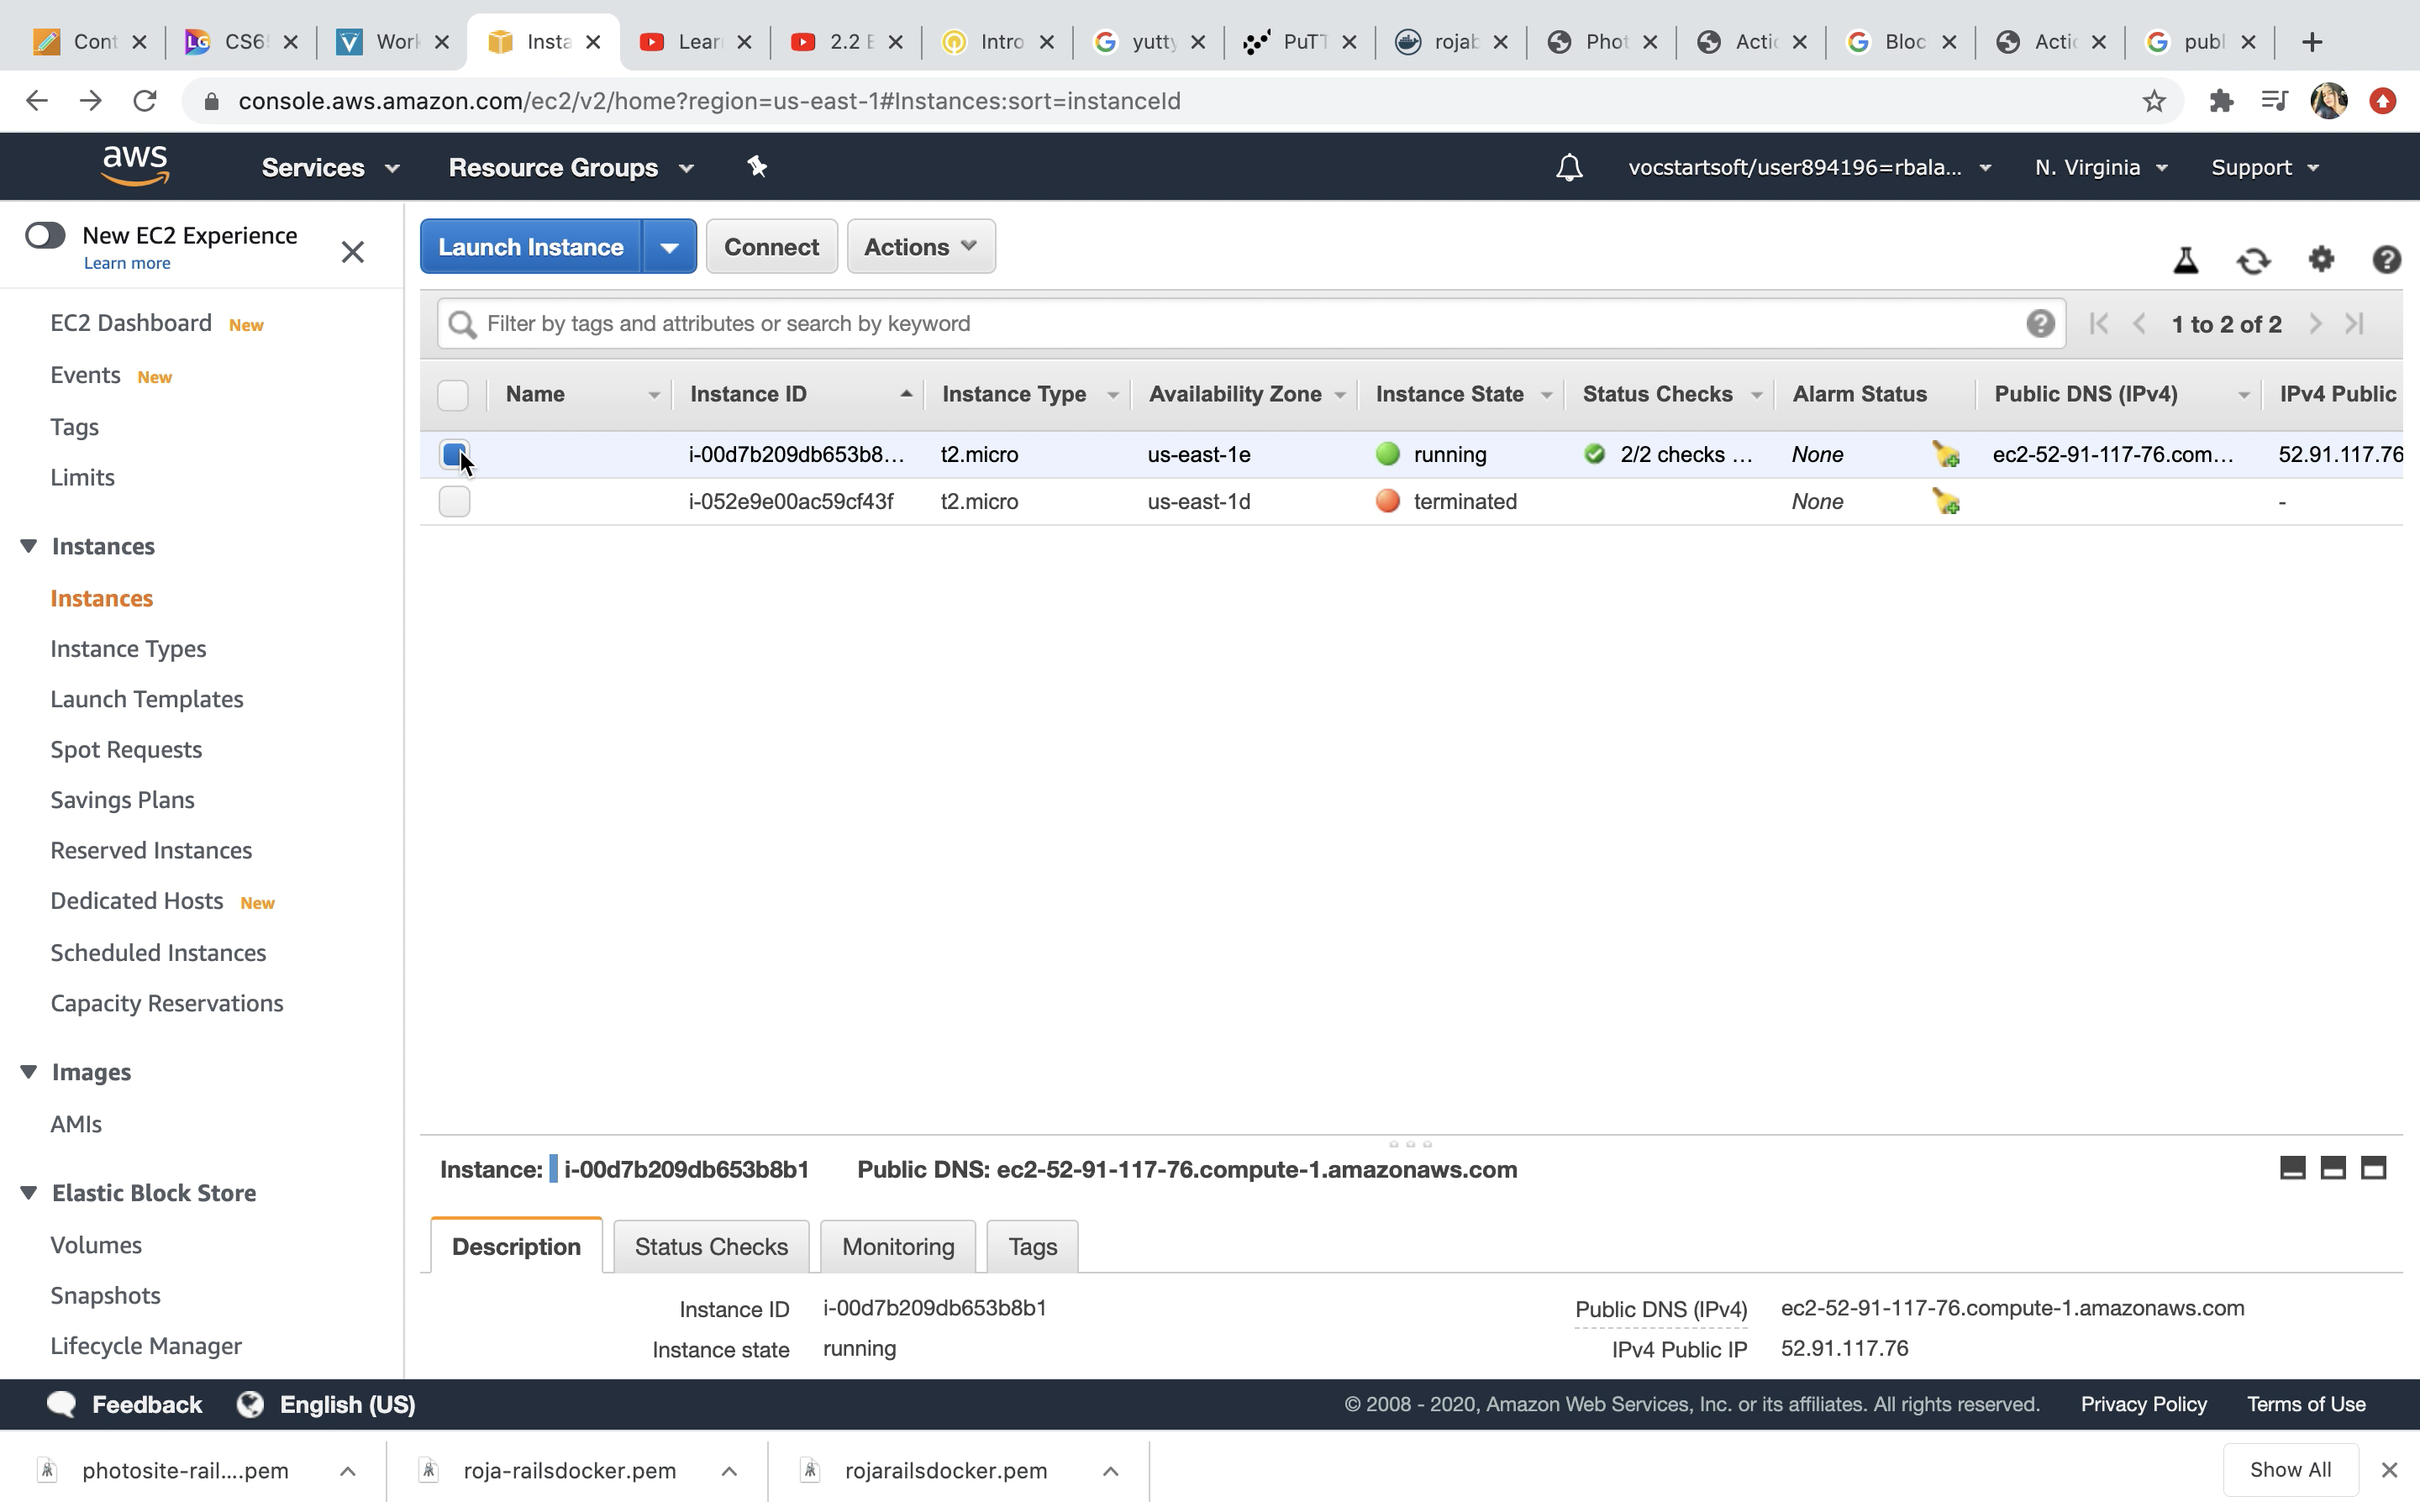 Cont
CS6
Work
Insta
Lear
2.2 E
Intro
yutty
PuTT
rojab
Phot
Actic
Bloc
Actic
publ
console.aws.amazon.com/ec2/v2/home?region=us-east-1#Instances:sort=instanceId
aws
Services
Resource Groups
vocstartsoft/user894196=rbala...
N. Virginia
Support
New EC2 Experience
Learn more
Launch Instance
Connect
Actions
Filter by tags and attributes or search by keyword
1 to 2 of 2
Name Instance ID Instance Type Availability Zone Instance State Status Checks Alarm Status Public DNS (IPv4) IPv4 Public
i-00d7b209db653b8... t2.micro us-east-1e running 2/2 checks ... None ec2-52-91-117-76.com... 52.91.117.76
i-052e9e00ac59cf43f t2.micro us-east-1d terminated None -
EC2 Dashboard New
Events New
Tags
Limits
Instances
Instances
Instance Types
Launch Templates
Spot Requests
Savings Plans
Reserved Instances
Dedicated Hosts New
Scheduled Instances
Capacity Reservations
Images
AMIs
Elastic Block Store
Volumes
Snapshots
Lifecycle Manager
Instance: i-00d7b209db653b8b1 Public DNS: ec2-52-91-117-76.compute-1.amazonaws.com
Description
Status Checks
Monitoring
Tags
Instance ID i-00d7b209db653b8b1 Public DNS (IPv4) ec2-52-91-117-76.compute-1.amazonaws.com
Instance state running IPv4 Public IP 52.91.117.76
Feedback English (US) © 2008 - 2020, Amazon Web Services, Inc. or its affiliates. All rights reserved. Privacy Policy Terms of Use
photosite-rail....pem
roja-railsdocker.pem
rojarailsdocker.pem
Show All